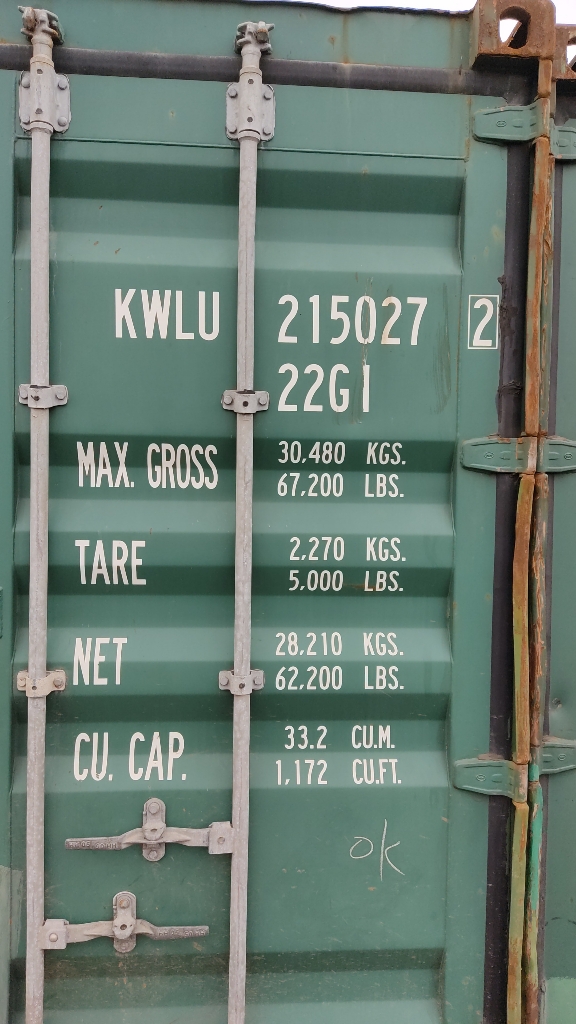 KWLU 215027 2
22G1
MAX. GROSS 30,480 KGS.
67,200 LBS.
TARE 2,270 KGS.
5,000 LBS.
NET 28,210 KGS.
62,200 LBS.
CU. CAP. 33.2 CU.M.
1,172 CU.FT.
ok